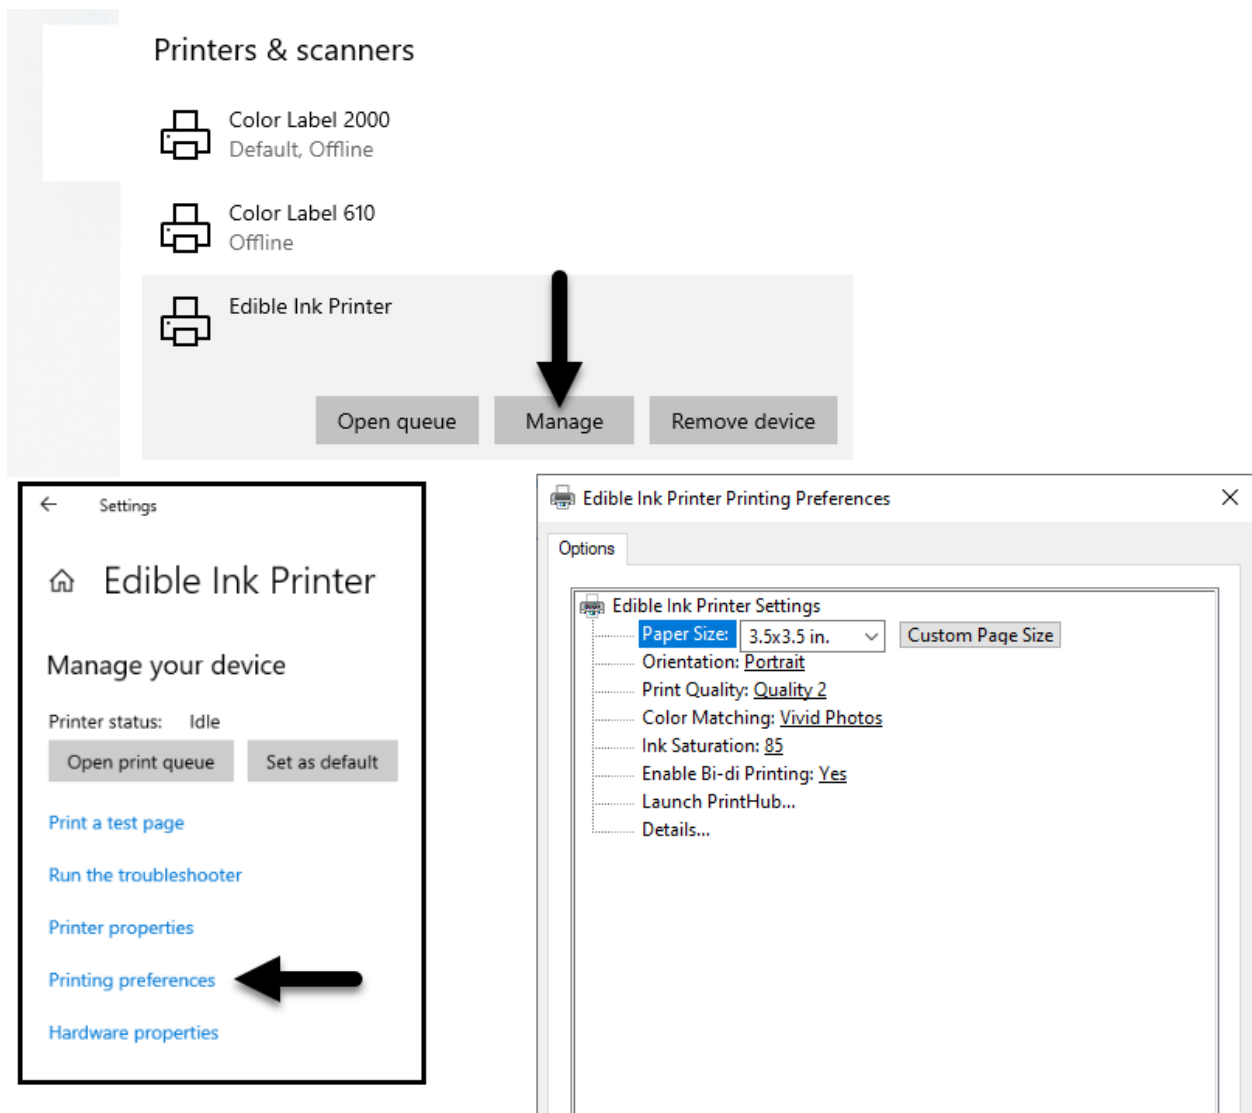 Printers & scanners
Color Label 2000
Default, Offline
Color Label 610
Offline
Edible Ink Printer
Open queue Manage Remove device
Settings
Edible Ink Printer
Manage your device
Printer status: Idle
Open print queue Set as default
Print a test page
Run the troubleshooter
Printer properties
Printing preferences
Hardware properties
Edible Ink Printer Printing Preferences
Options
Edible Ink Printer Settings
Paper Size: 3.5x3.5 in. Custom Page Size
Orientation: Portrait
Print Quality: Quality 2
Color Matching: Vivid Photos
Ink Saturation: 85
Enable Bi-di Printing: Yes
Launch PrintHub...
Details...